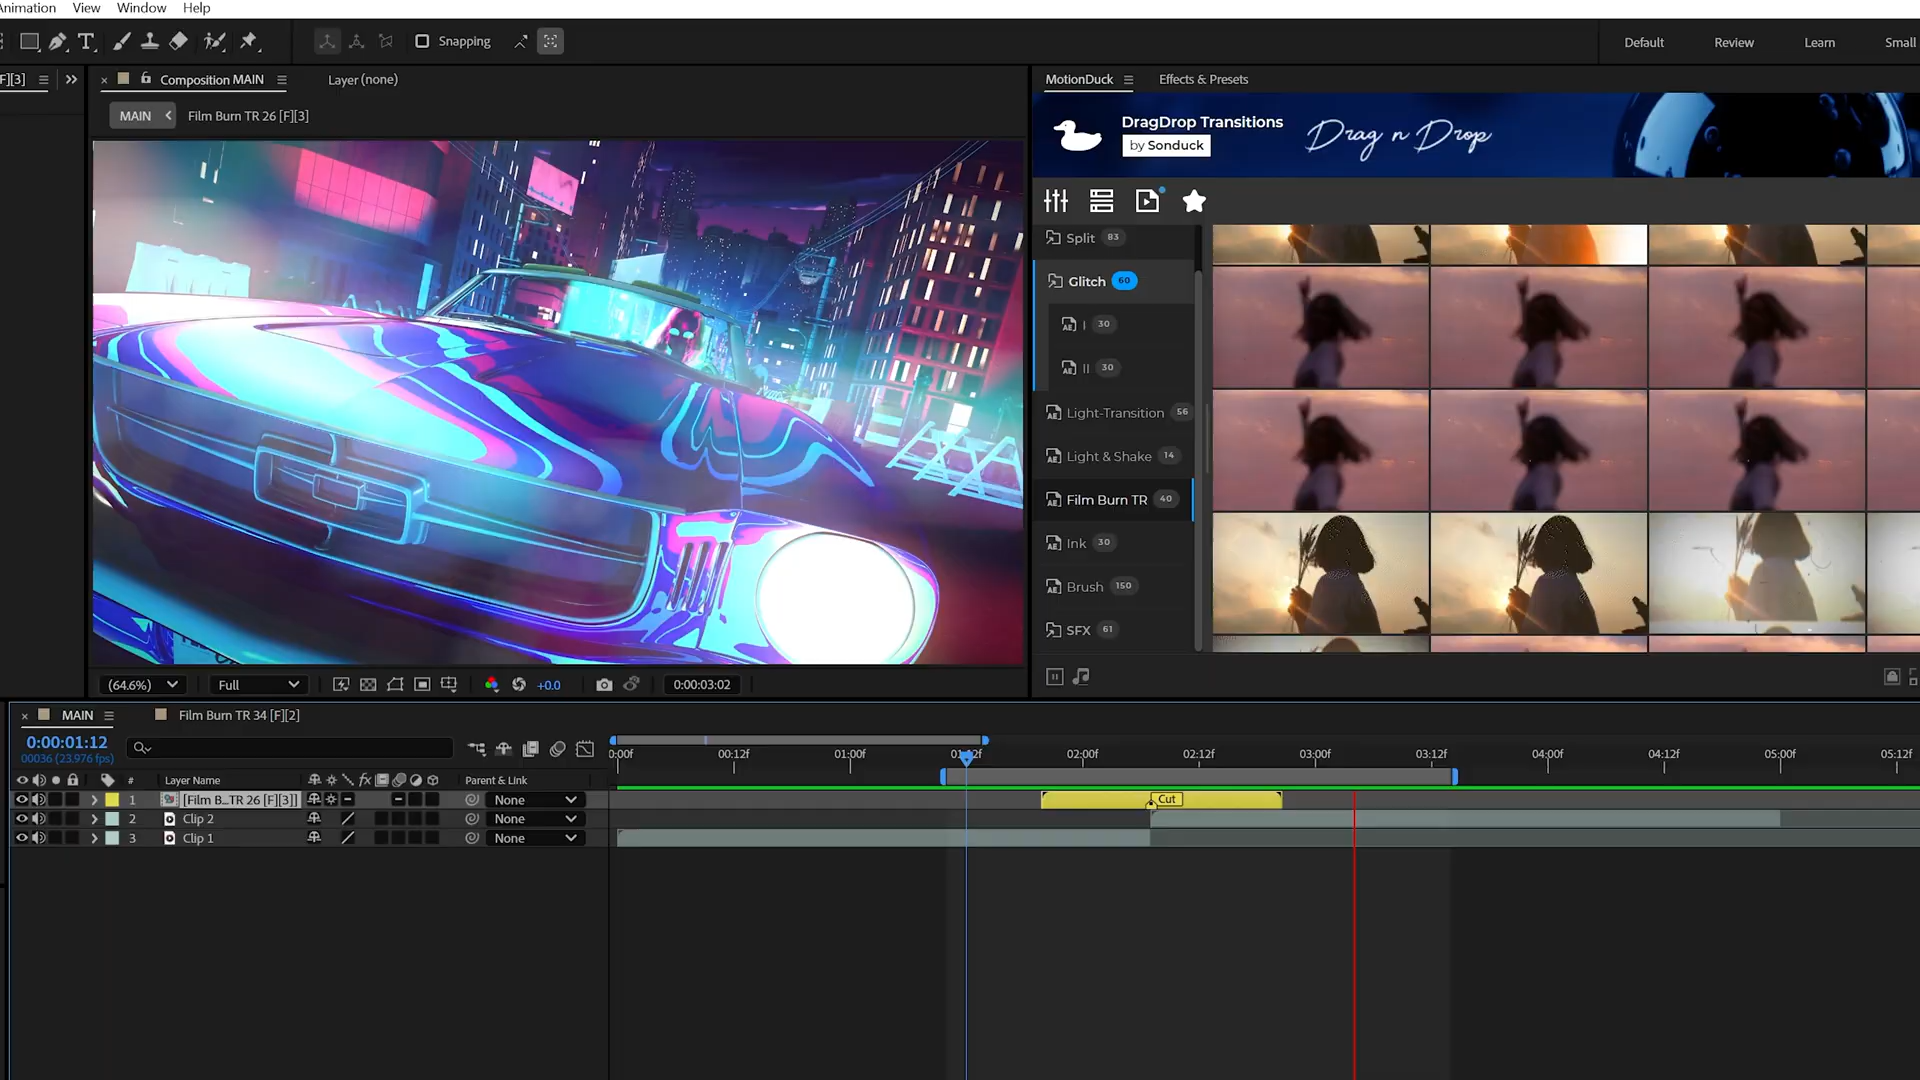 Animation View Window Help
Snapping
Default Review Learn Small
F][3]
Composition MAIN
Layer (none)
MAIN
Film Burn TR 26 [F][3]
MotionDuck
Effects & Presets
DragDrop Transitions
by Sonduck
Drag n Drop
Split 83
Glitch 60
I 30
II 30
Light-Transition 56
Light & Shake 14
Film Burn TR 40
Ink 30
Brush 150
SFX 61
(64.6%)
Full
+0.0
0:00:03:02
MAIN
Film Burn TR 34 [F][2]
0:00:01:12
00036 (23.976 fps)
0:00f 00:12f 01:00f 01:12f 02:00f 02:12f 03:00f 03:12f 04:00f 04:12f 05:00f 05:12f
# Layer Name fx Parent & Link
1 [Film B...TR 26 [F][3]] None
Cut
2 Clip 2 None
3 Clip 1 None